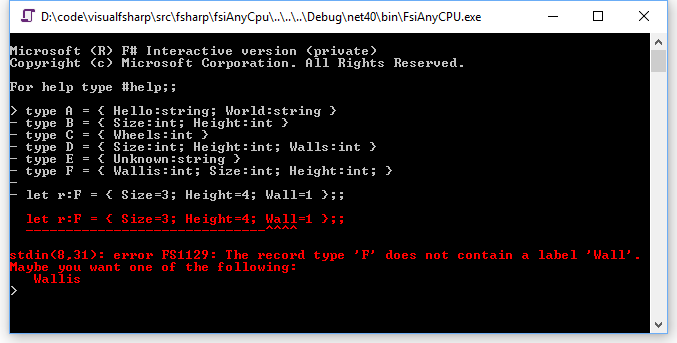 D:\code\visualfsharp\src\fsharp\fsiAnyCpu\..\..\..\Debug\net40\bin\FsiAnyCPU.exe
Microsoft (R) F# Interactive version (private)
Copyright (c) Microsoft Corporation. All Rights Reserved.
For help type #help;;
> type A = { Hello:string; World:string }
- type B = { Size:int; Height:int }
- type C = { Wheels:int }
- type D = { Size:int; Height:int; Walls:int }
- type E = { Unknown:string }
- type F = { Wallis:int; Size:int; Height:int; }
-
- let r:F = { Size=3; Height=4; Wall=1 };;
let r:F = { Size=3; Height=4; Wall=1 };;
------------------------------^^^^
stdin(8,31): error FS1129: The record type 'F' does not contain a label 'Wall'.
Maybe you want one of the following:
Wallis
>